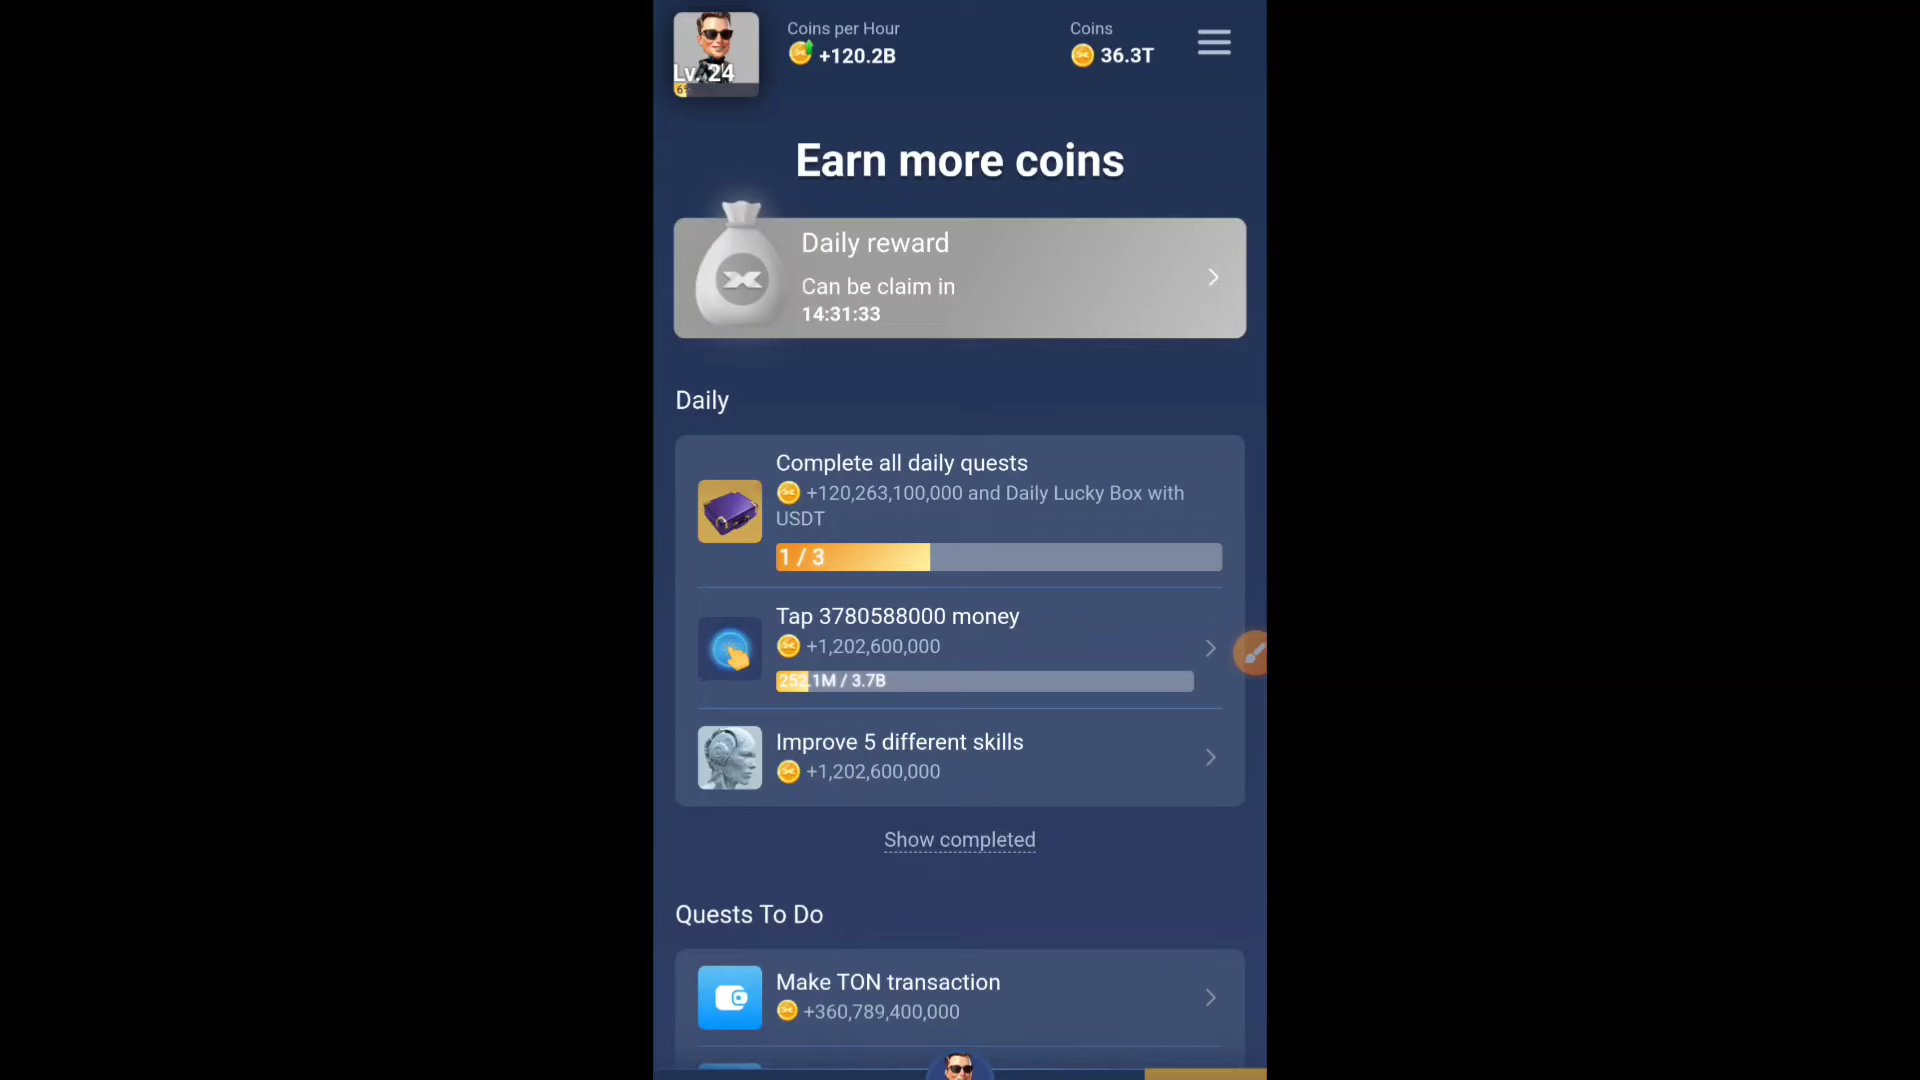 Coins per Hour
+120.2B
Coins
36.3T
Lv. 24
6%
Earn more coins
Daily reward
Can be claim in
14:31:33
Daily
Complete all daily quests
+120,263,100,000 and Daily Lucky Box with
USDT
1 / 3
Tap 3780588000 money
+1,202,600,000
252.1M / 3.7B
Improve 5 different skills
+1,202,600,000
Show completed
Quests To Do
Make TON transaction
+360,789,400,000